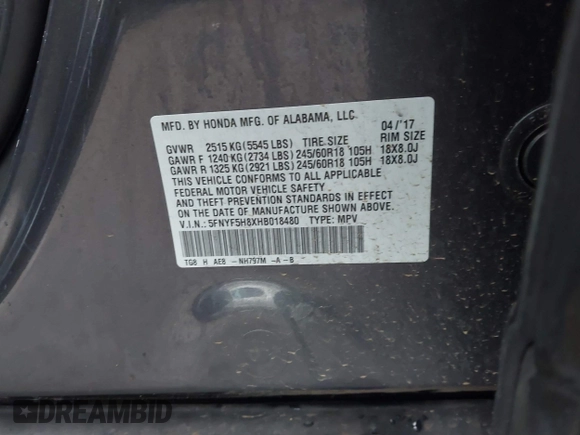 MFD. BY HONDA MFG. OF ALABAMA, LLC. 04/'17
GVWR 2515 KG (5545 LBS) TIRE SIZE RIM SIZE
GAWR F 1240 KG (2734 LBS) 245/60R18 105H 18X8.0J
GAWR R 1325 KG (2921 LBS) 245/60R18 105H 18X8.0J
THIS VEHICLE CONFORMS TO ALL APPLICABLE
FEDERAL MOTOR VEHICLE SAFETY
AND THEFT PREVENTION STANDARDS IN EFFECT
ON THE DATE OF MANUFACTURE SHOWN ABOVE.
V.I.N.: 5FNYF5H8XHB018480 TYPE: MPV
TG8 H AE8 - NH797M -A -B
DREAMBID